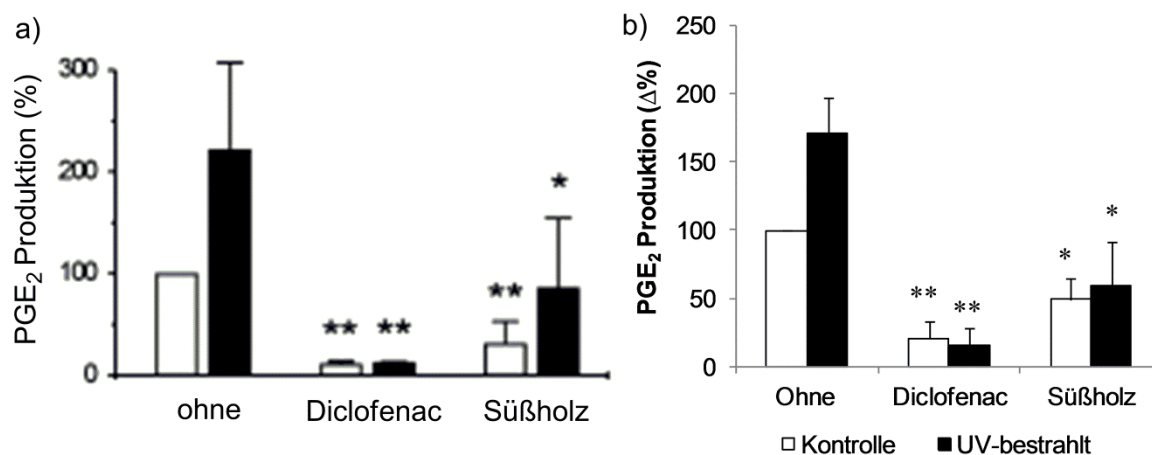 a)
PGE₂ Produktion (%)
300
200
100
0
**
**
**
*
ohne
Diclofenac
Süßholz
b)
PGE₂ Produktion (Δ%)
250
200
150
100
50
0
**
**
*
*
Ohne
Diclofenac
Süßholz
Kontrolle
UV-bestrahlt